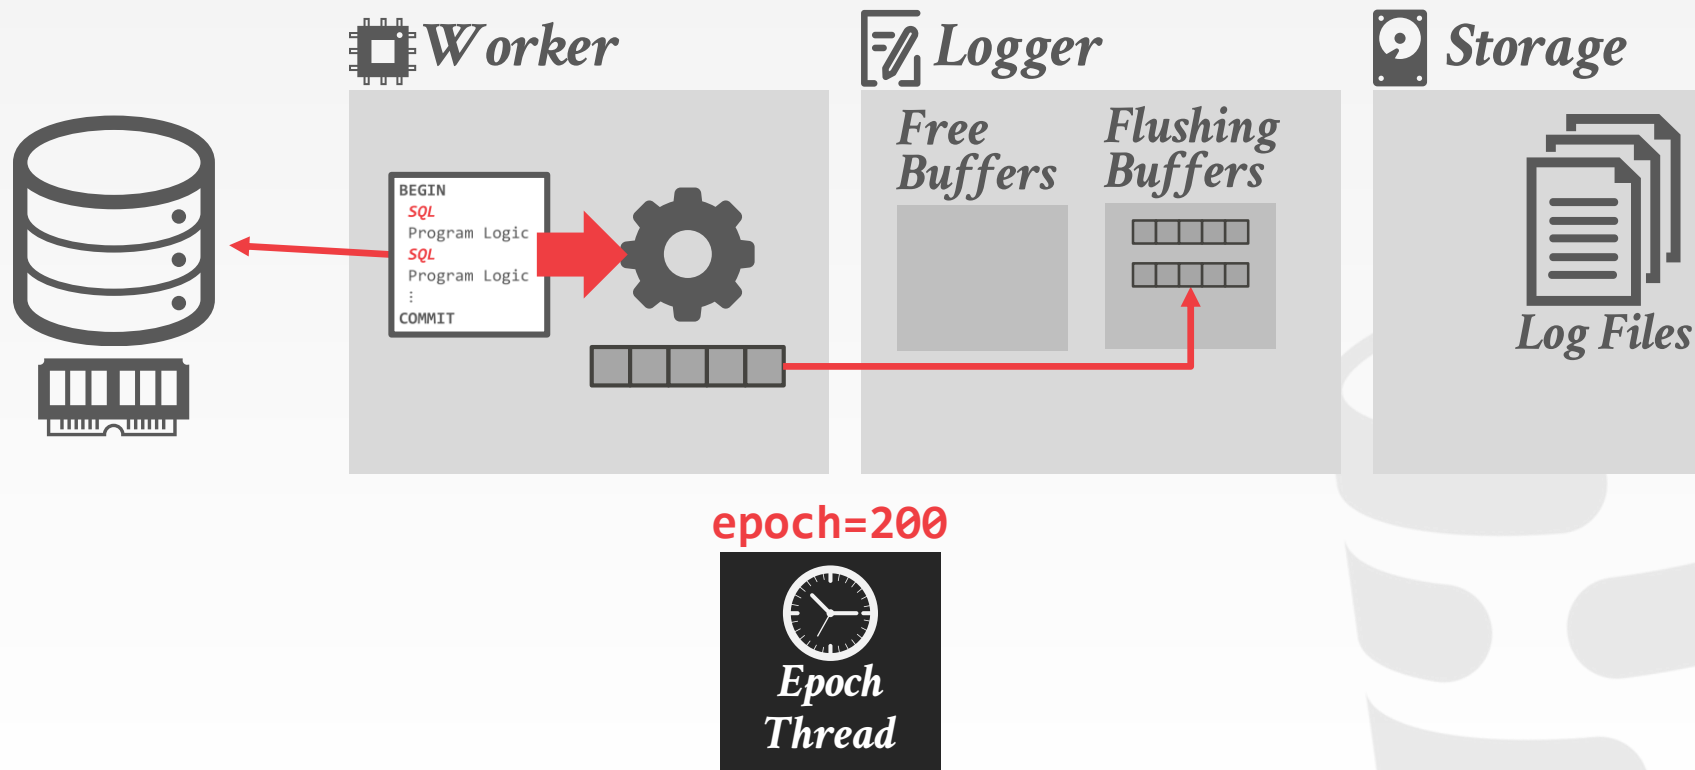 Worker
Logger
Storage
BEGIN
SQL
Program Logic
SQL
Program Logic
⋮
COMMIT
Free
Buffers
Flushing
Buffers
Log Files
epoch=200
Epoch
Thread